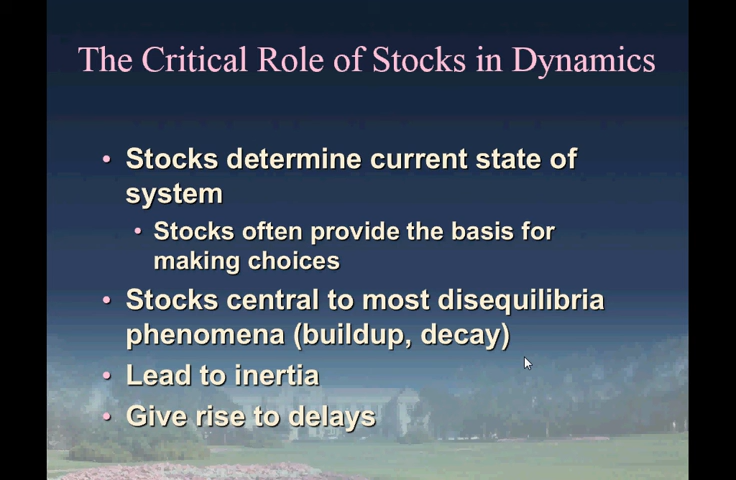 The Critical Role of Stocks in Dynamics
• Stocks determine current state of
system
• Stocks often provide the basis for
making choices
• Stocks central to most disequilibria
phenomena (buildup, decay)
• Lead to inertia
• Give rise to delays